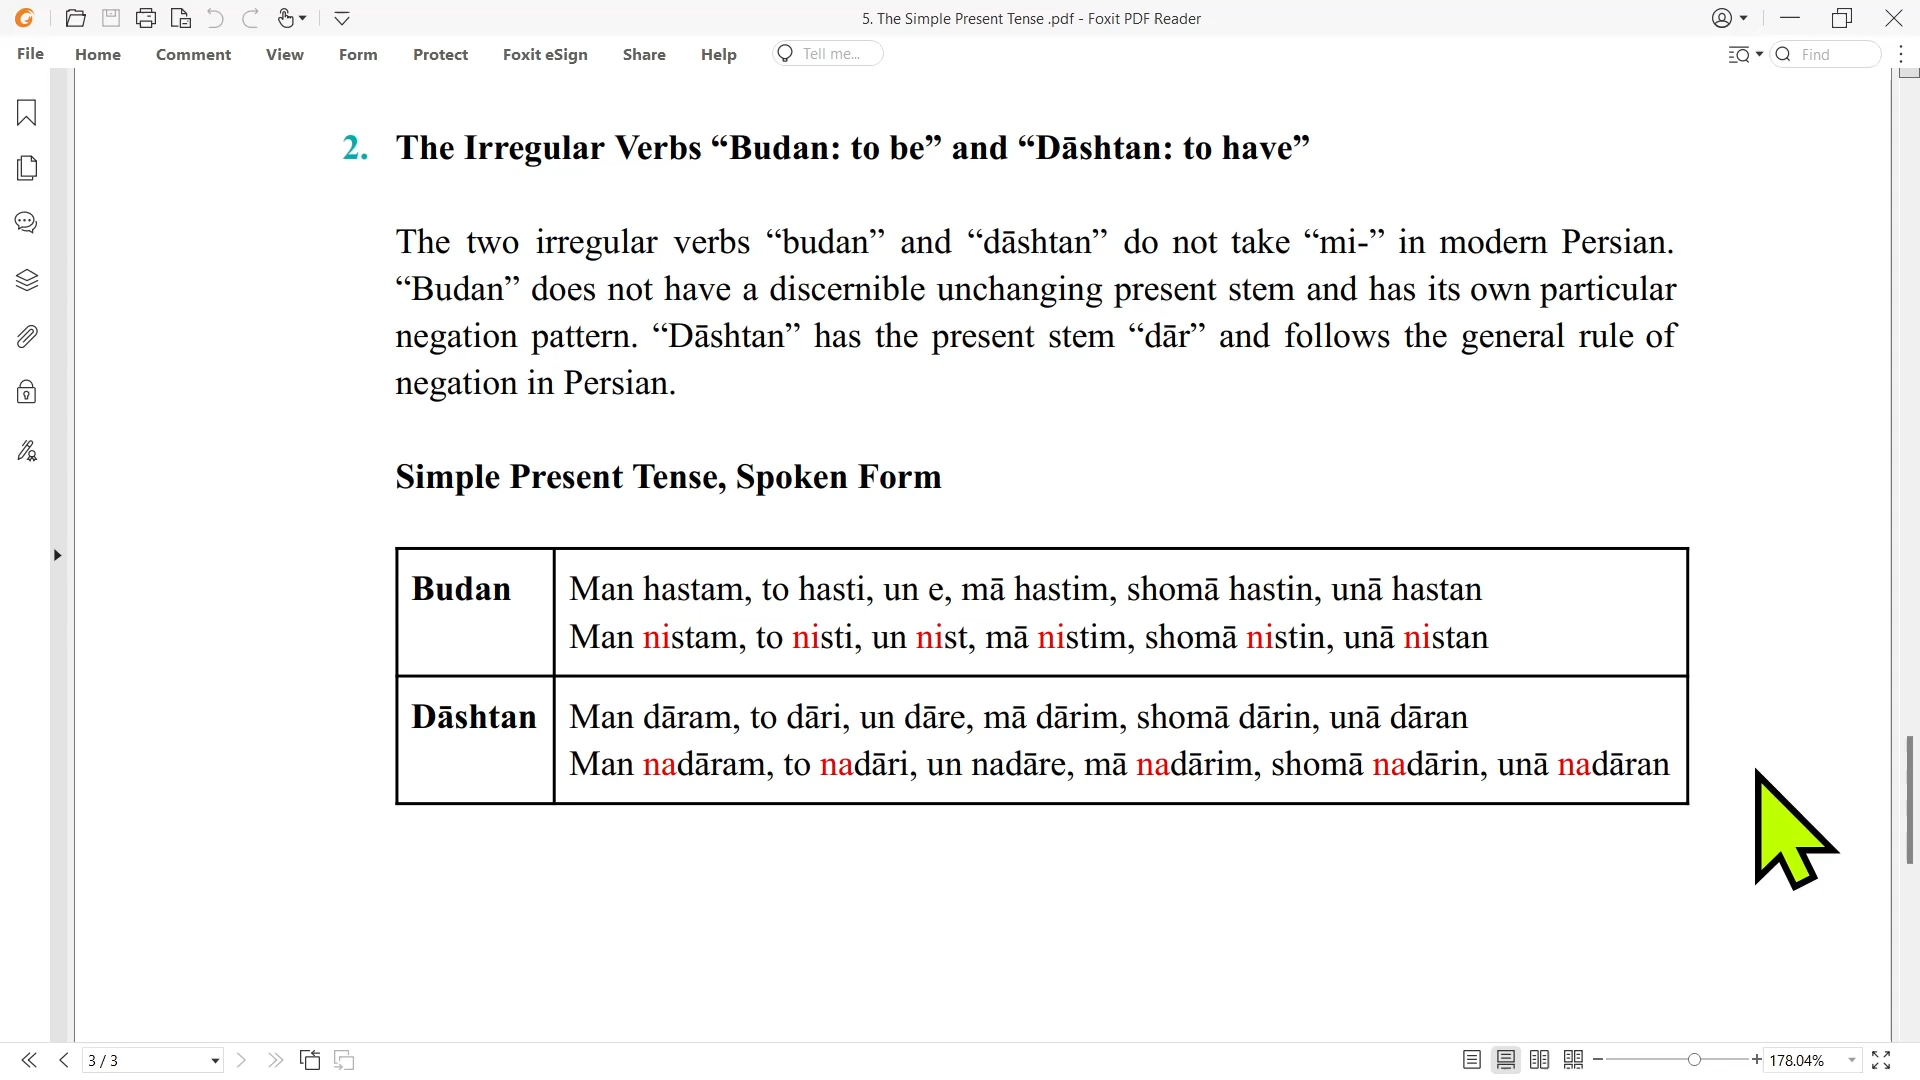 5. The Simple Present Tense .pdf - Foxit PDF Reader
File Home Comment View Form Protect Foxit eSign Share Help Tell me... Find
2. The Irregular Verbs “Budan: to be” and “Dāshtan: to have”
The two irregular verbs “budan” and “dāshtan” do not take “mi-” in modern Persian.
“Budan” does not have a discernible unchanging present stem and has its own particular
negation pattern. “Dāshtan” has the present stem “dār” and follows the general rule of
negation in Persian.
Simple Present Tense, Spoken Form
Budan Man hastam, to hasti, un e, mā hastim, shomā hastin, unā hastan
Man nistam, to nisti, un nist, mā nistim, shomā nistin, unā nistan
Dāshtan Man dāram, to dāri, un dāre, mā dārim, shomā dārin, unā dāran
Man nadāram, to nadāri, un nadāre, mā nadārim, shomā nadārin, unā nadāran
3 / 3 178.04%